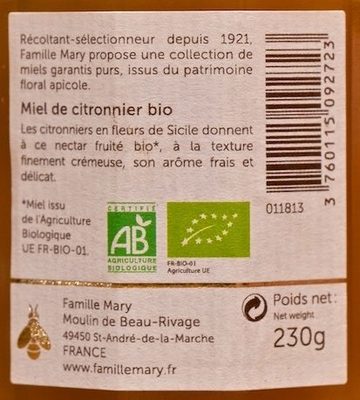 Récoltant-sélectionneur depuis 1921,
Famille Mary propose une collection de
miels garantis purs, issus du patrimoine
floral apicole.
Miel de citronnier bio
Les citronniers en fleurs de Sicile donnent
à ce nectar fruité bio*, à la texture
finement crémeuse, son arôme frais et
délicat.
*Miel issu
de l'Agriculture
Biologique
UE FR-BIO-01.
CERTIFIÉ
AB
AGRICULTURE
BIOLOGIQUE
FR-BIO-01
Agriculture UE
3 760115 092723
011813
Famille Mary
Moulin de Beau-Rivage
49450 St-André-de-la-Marche
FRANCE
www.famillemary.fr
Poids net:
Net weight
230g